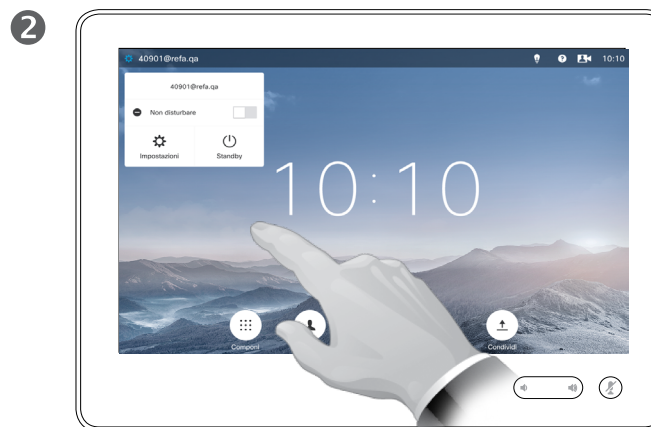 2
40901@refa.qa
10:10
40901@refa.qa
Non disturbare
Impostazioni
Standby
10:10
Componi
Condividi